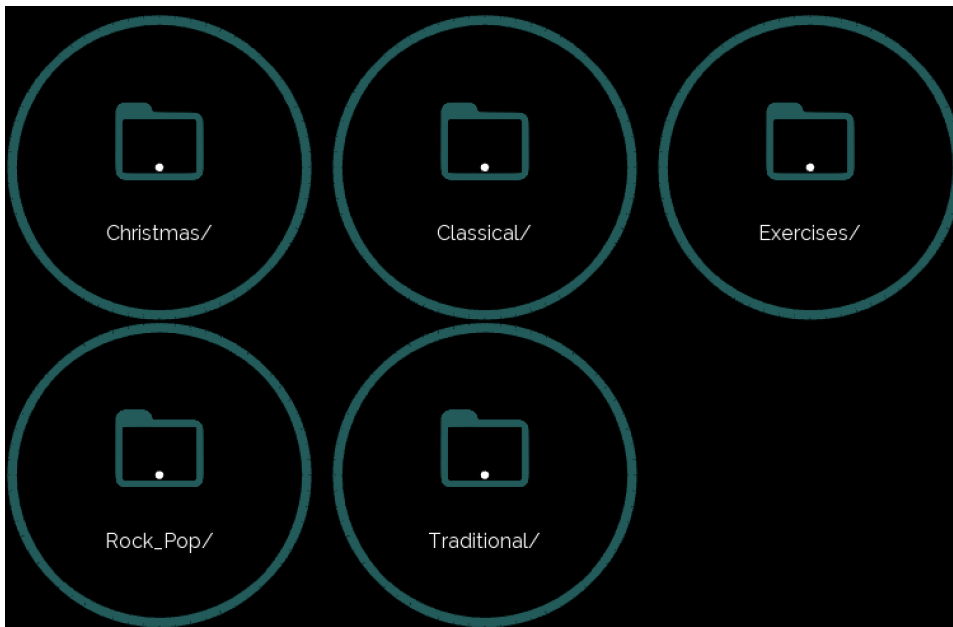 Christmas/
Classical/
Exercises/
Rock_Pop/
Traditional/